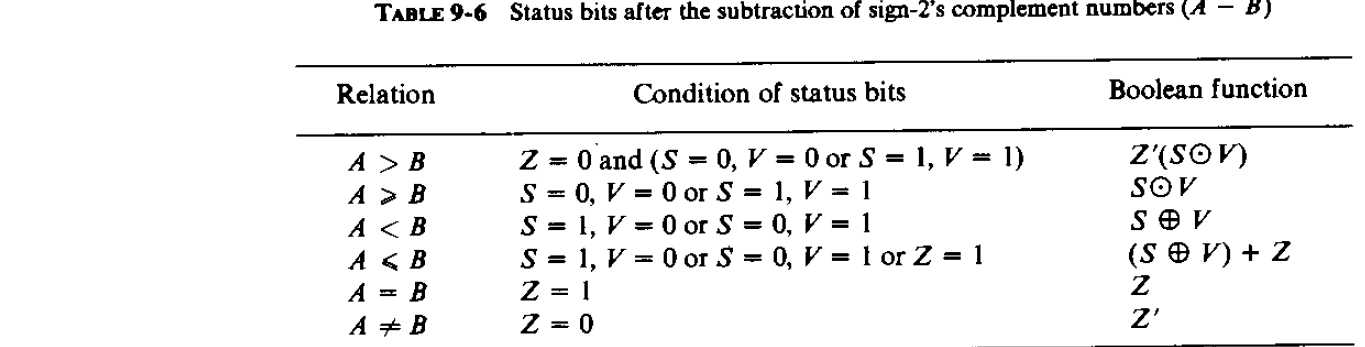 TABLE 9-6 Status bits after the subtraction of sign-2's complement numbers (A − B)
Relation Condition of status bits Boolean function
A > B Z = 0 and (S = 0, V = 0 or S = 1, V = 1) Z'(S⊙V)
A ⩾ B S = 0, V = 0 or S = 1, V = 1 S⊙V
A < B S = 1, V = 0 or S = 0, V = 1 S ⊕ V
A ⩽ B S = 1, V = 0 or S = 0, V = 1 or Z = 1 (S ⊕ V) + Z
A = B Z = 1 Z
A ≠ B Z = 0 Z'